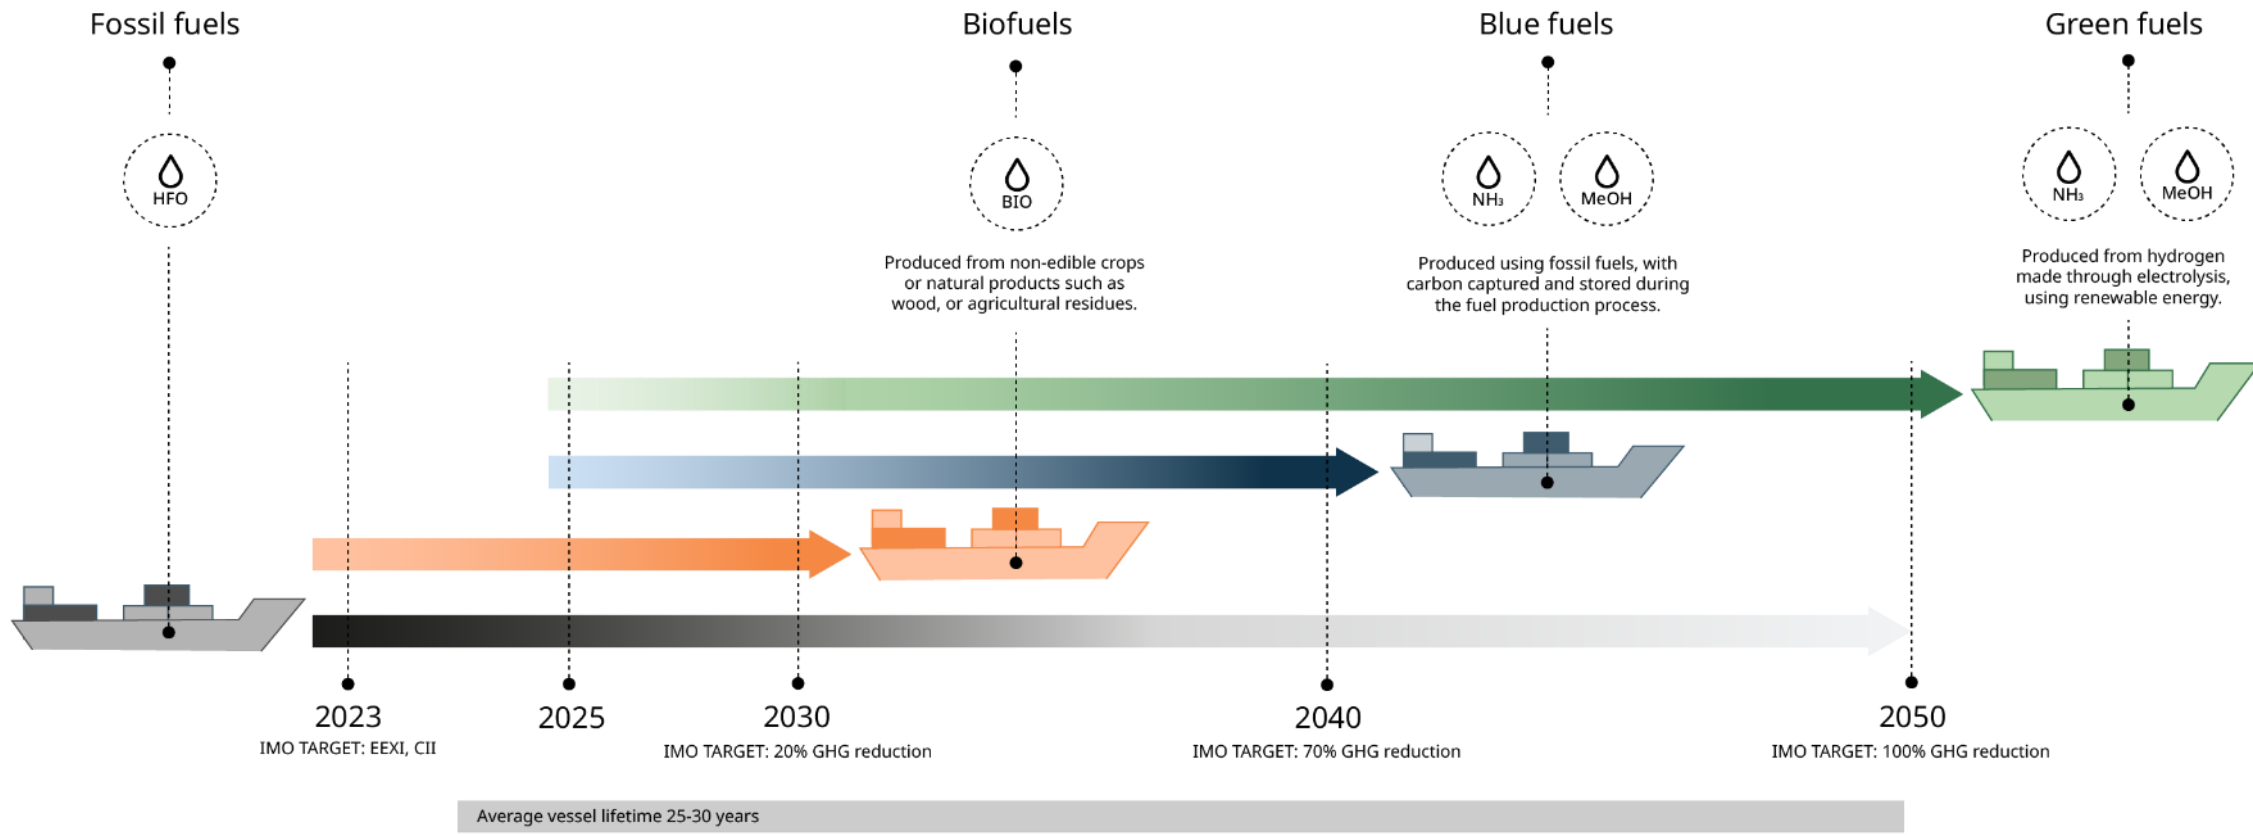 Fossil fuels
Biofuels
Blue fuels
Green fuels
HFO
BIO
NH₃
MeOH
NH₃
MeOH
Produced from non-edible crops
or natural products such as
wood, or agricultural residues.
Produced using fossil fuels, with
carbon captured and stored during
the fuel production process.
Produced from hydrogen
made through electrolysis,
using renewable energy.
2023
IMO TARGET: EEXI, CII
2025
2030
IMO TARGET: 20% GHG reduction
2040
IMO TARGET: 70% GHG reduction
2050
IMO TARGET: 100% GHG reduction
Average vessel lifetime 25-30 years